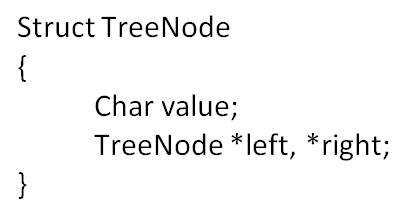 Struct TreeNode
{
Char value;
TreeNode *left, *right;
}